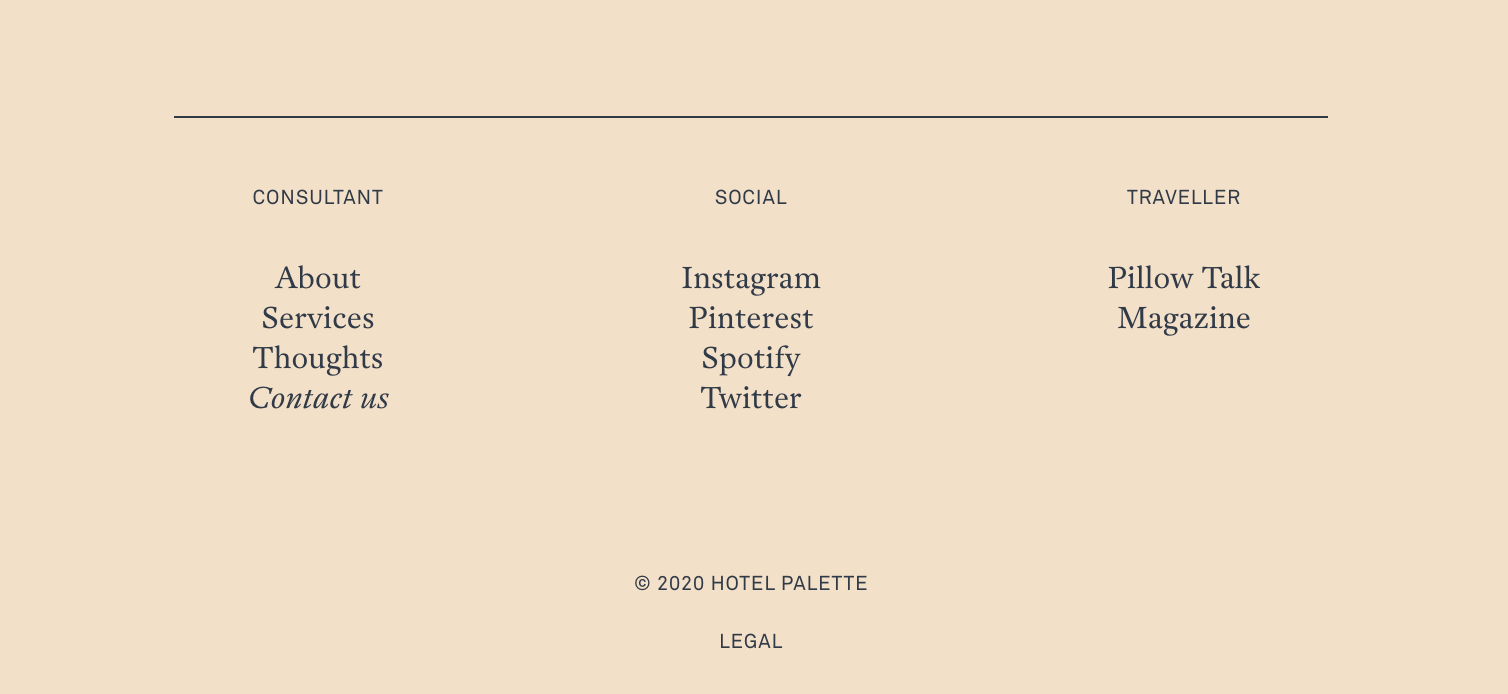 CONSULTANT
About
Services
Thoughts
Contact us
SOCIAL
Instagram
Pinterest
Spotify
Twitter
TRAVELLER
Pillow Talk
Magazine
© 2020 HOTEL PALETTE
LEGAL